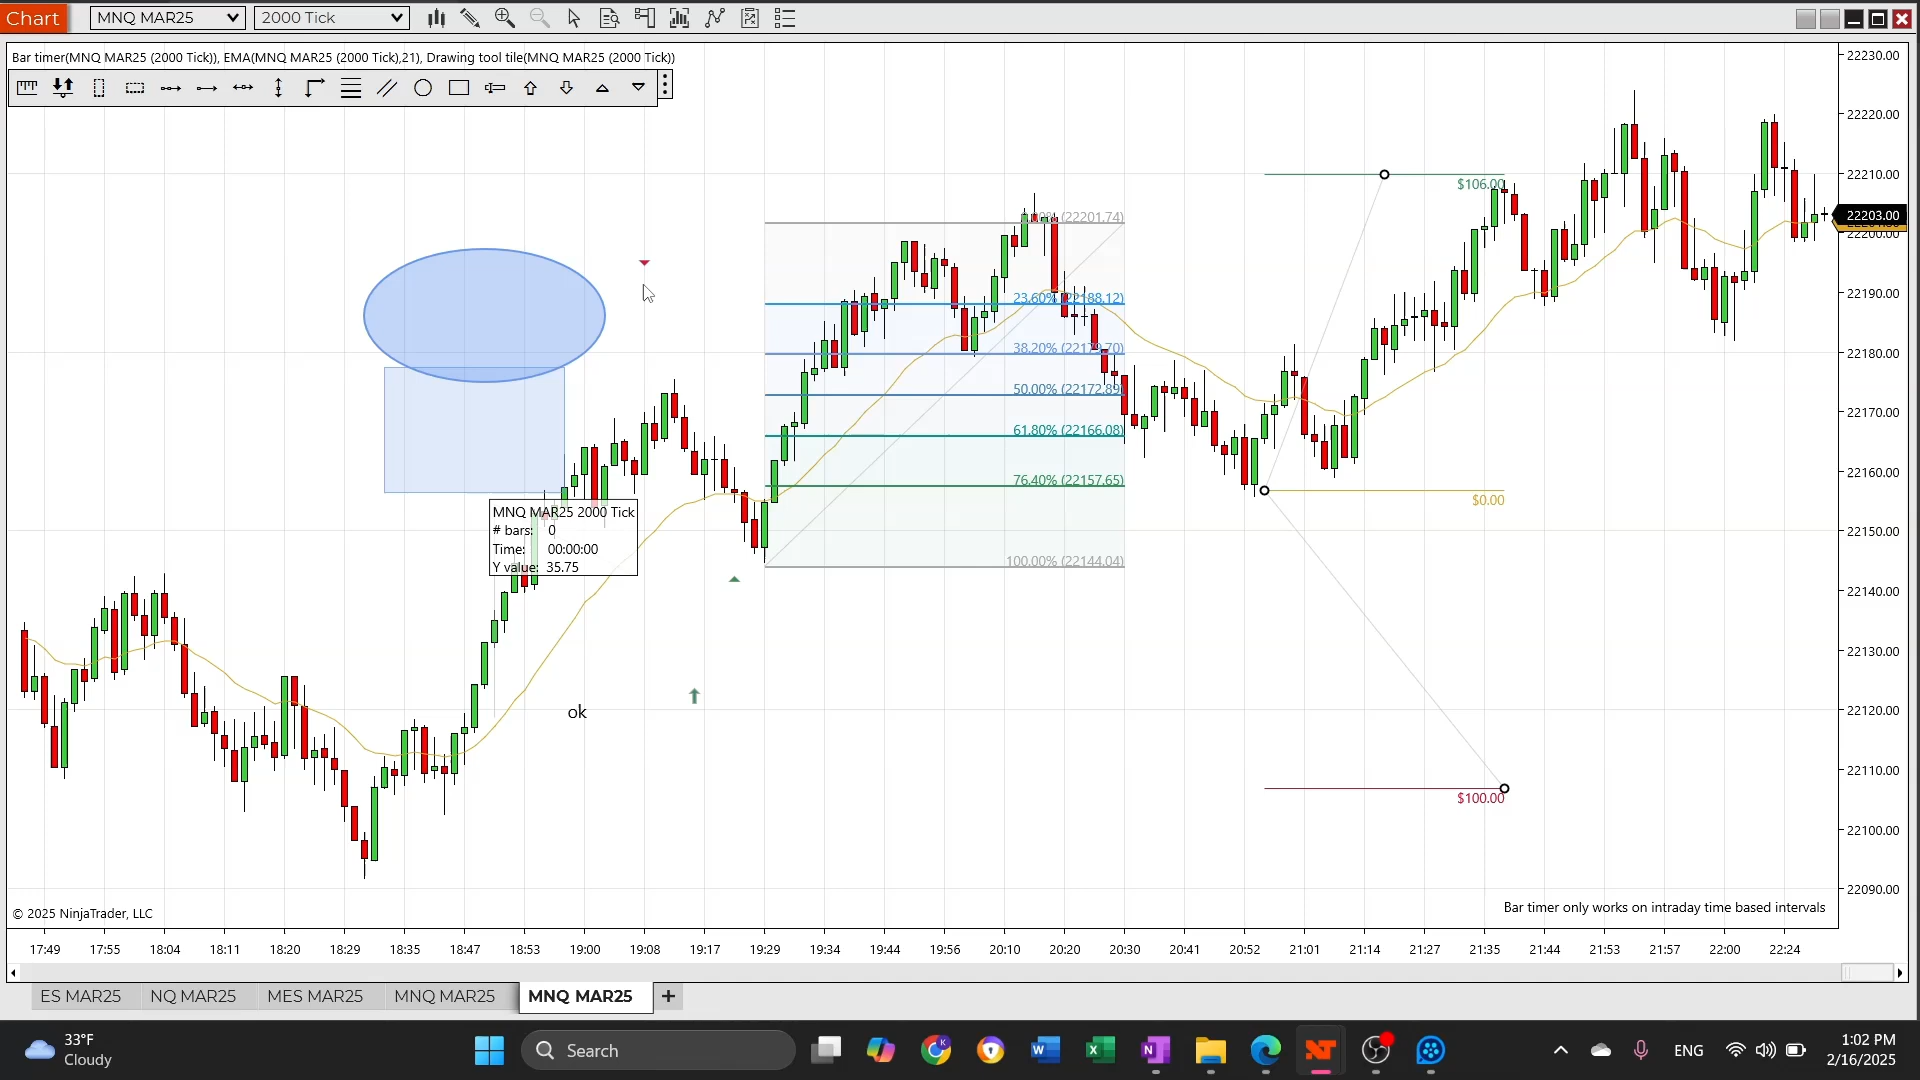 Chart MNQ MAR25 2000 Tick
Bar timer(MNQ MAR25 (2000 Tick)), EMA(MNQ MAR25 (2000 Tick),21), Drawing tool tile(MNQ MAR25 (2000 Tick))
22230.00
22220.00
22210.00
22203.00
22200.00
22190.00
22180.00
22170.00
22160.00
22150.00
22140.00
22130.00
22120.00
22110.00
22100.00
22090.00
(22201.74)
23.60% (22188.12)
38.20% (22179.70)
50.00% (22172.89)
61.80% (22166.08)
76.40% (22157.65)
100.00% (22144.04)
$106.00
$0.00
$100.00
MNQ MAR25 2000 Tick
# bars: 0
Time: 00:00:00
Y value: 35.75
ok
© 2025 NinjaTrader, LLC
Bar timer only works on intraday time based intervals
17:49 17:55 18:04 18:11 18:20 18:29 18:35 18:47 18:53 19:00 19:08 19:17 19:29 19:34 19:44 19:56 20:10 20:20 20:30 20:41 20:52 21:01 21:14 21:27 21:35 21:44 21:53 21:57 22:00 22:24
ES MAR25 NQ MAR25 MES MAR25 MNQ MAR25 MNQ MAR25 +
33°F
Cloudy
Search
ENG
1:02 PM
2/16/2025